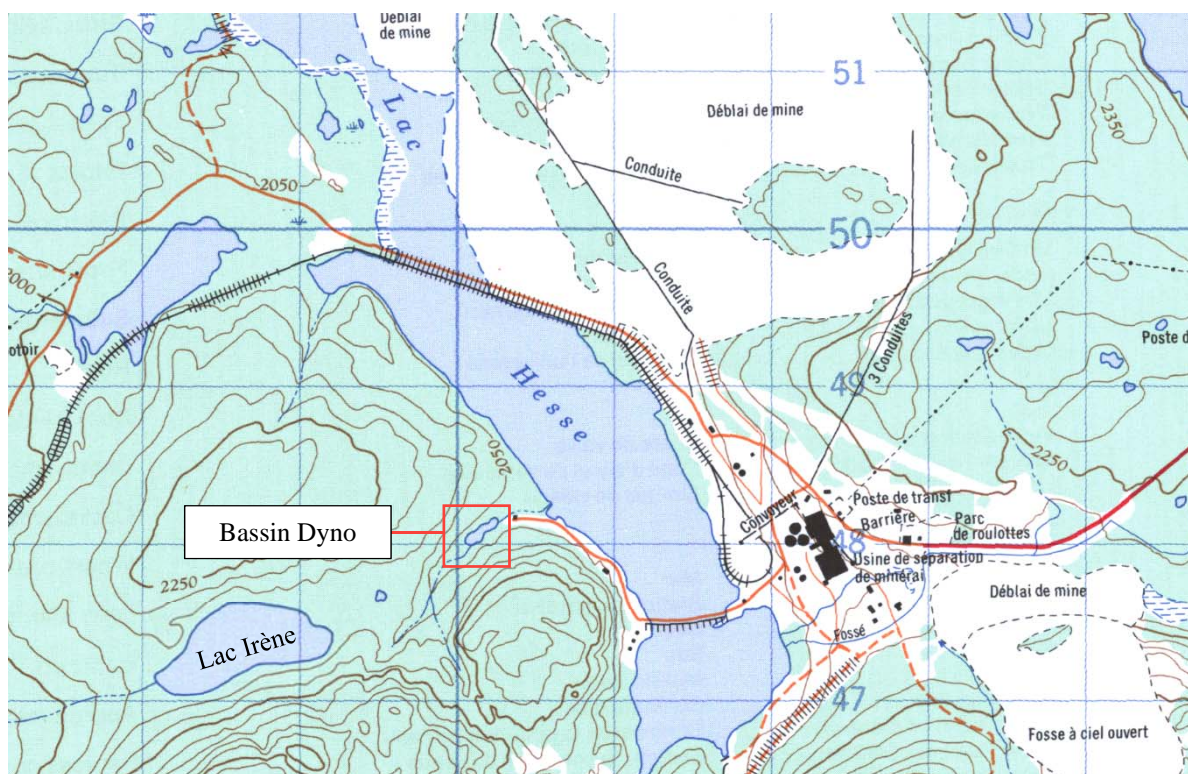 Déblai
de mine
51
Lac
Déblai de mine
2350
Conduite
2050
50
2000
Conduite
3 Conduites
Poste d
otoir
49
Hesse
2050
2250
Bassin Dyno
Convoyeur
Poste de transf
Barrière
Parc
de roulottes
48
Usine de séparation
de minerai
2250
Déblai de mine
Lac Irène
Fossé
47
Fosse à ciel ouvert